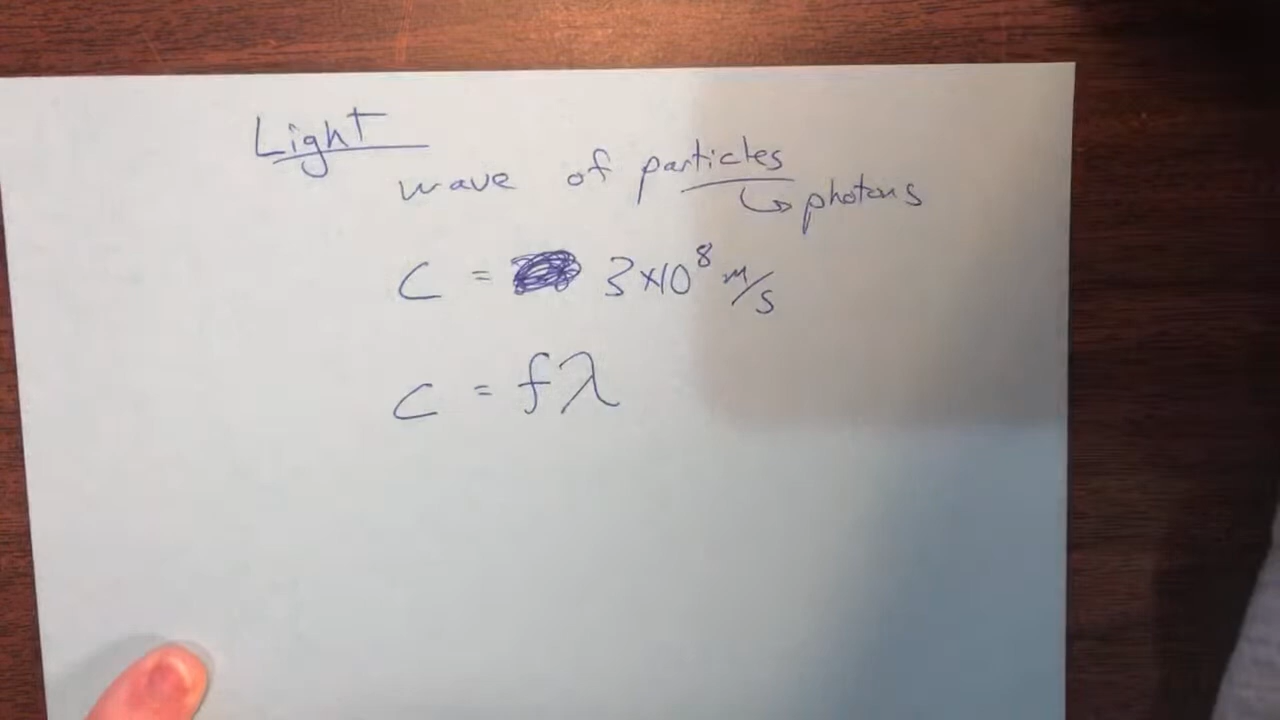 Light
wave of particles
↳ photons
c = 3×10⁸ m/s
c = fλ